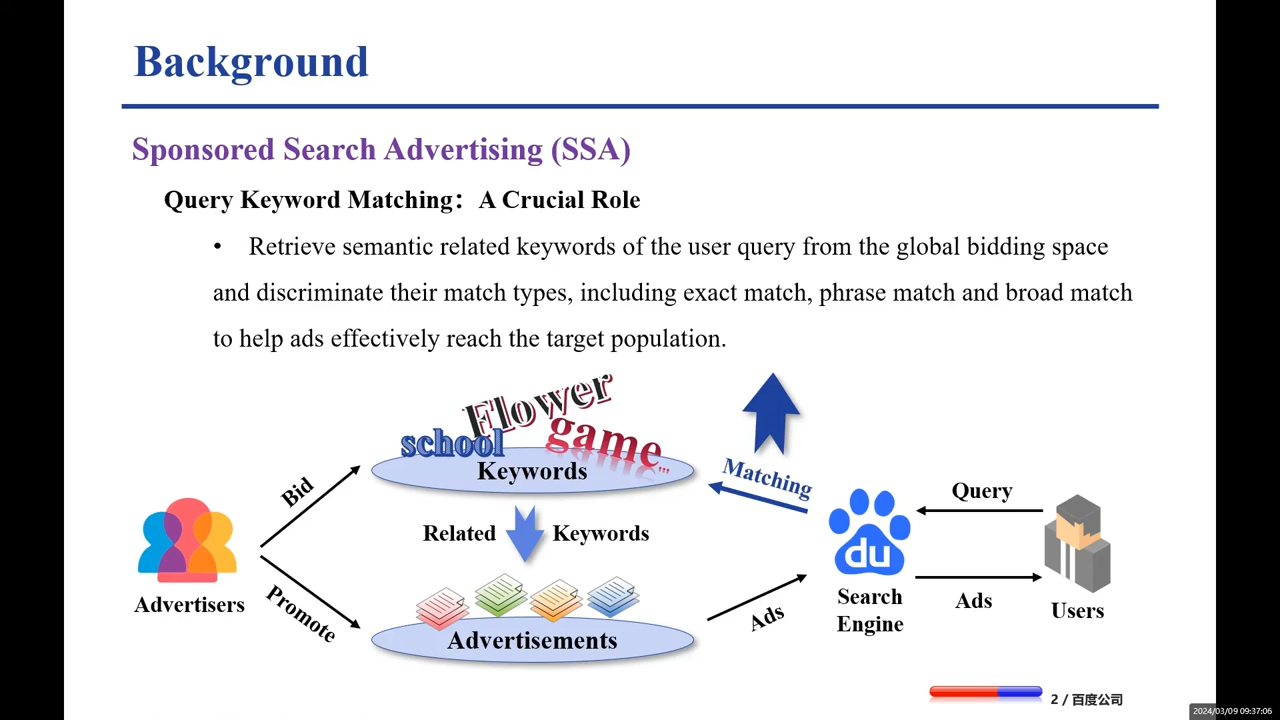 Background
Sponsored Search Advertising (SSA)
Query Keyword Matching：A Crucial Role
• Retrieve semantic related keywords of the user query from the global bidding space
and discriminate their match types, including exact match, phrase match and broad match
to help ads effectively reach the target population.
Flower
school
game...
Keywords
Matching
Bid
Query
Related Keywords
du
Advertisers
Promote
Search
Engine
Ads
Users
Ads
Advertisements
2 / 百度公司
2024/03/09 09:37:06